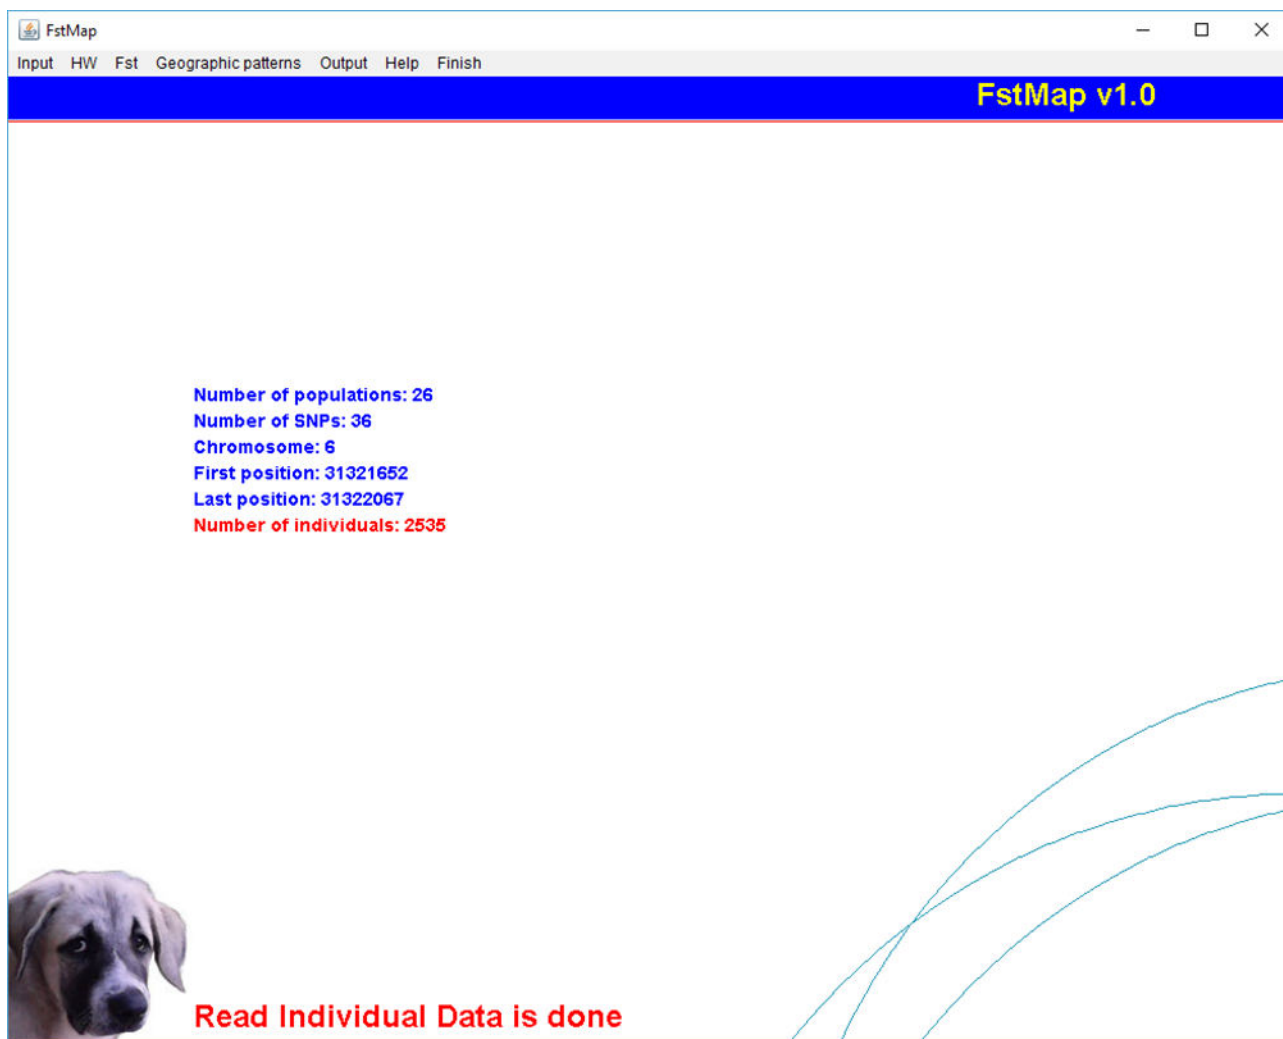 FstMap
Input HW Fst Geographic patterns Output Help Finish
FstMap v1.0
Number of populations: 26
Number of SNPs: 36
Chromosome: 6
First position: 31321652
Last position: 31322067
Number of individuals: 2535
Read Individual Data is done